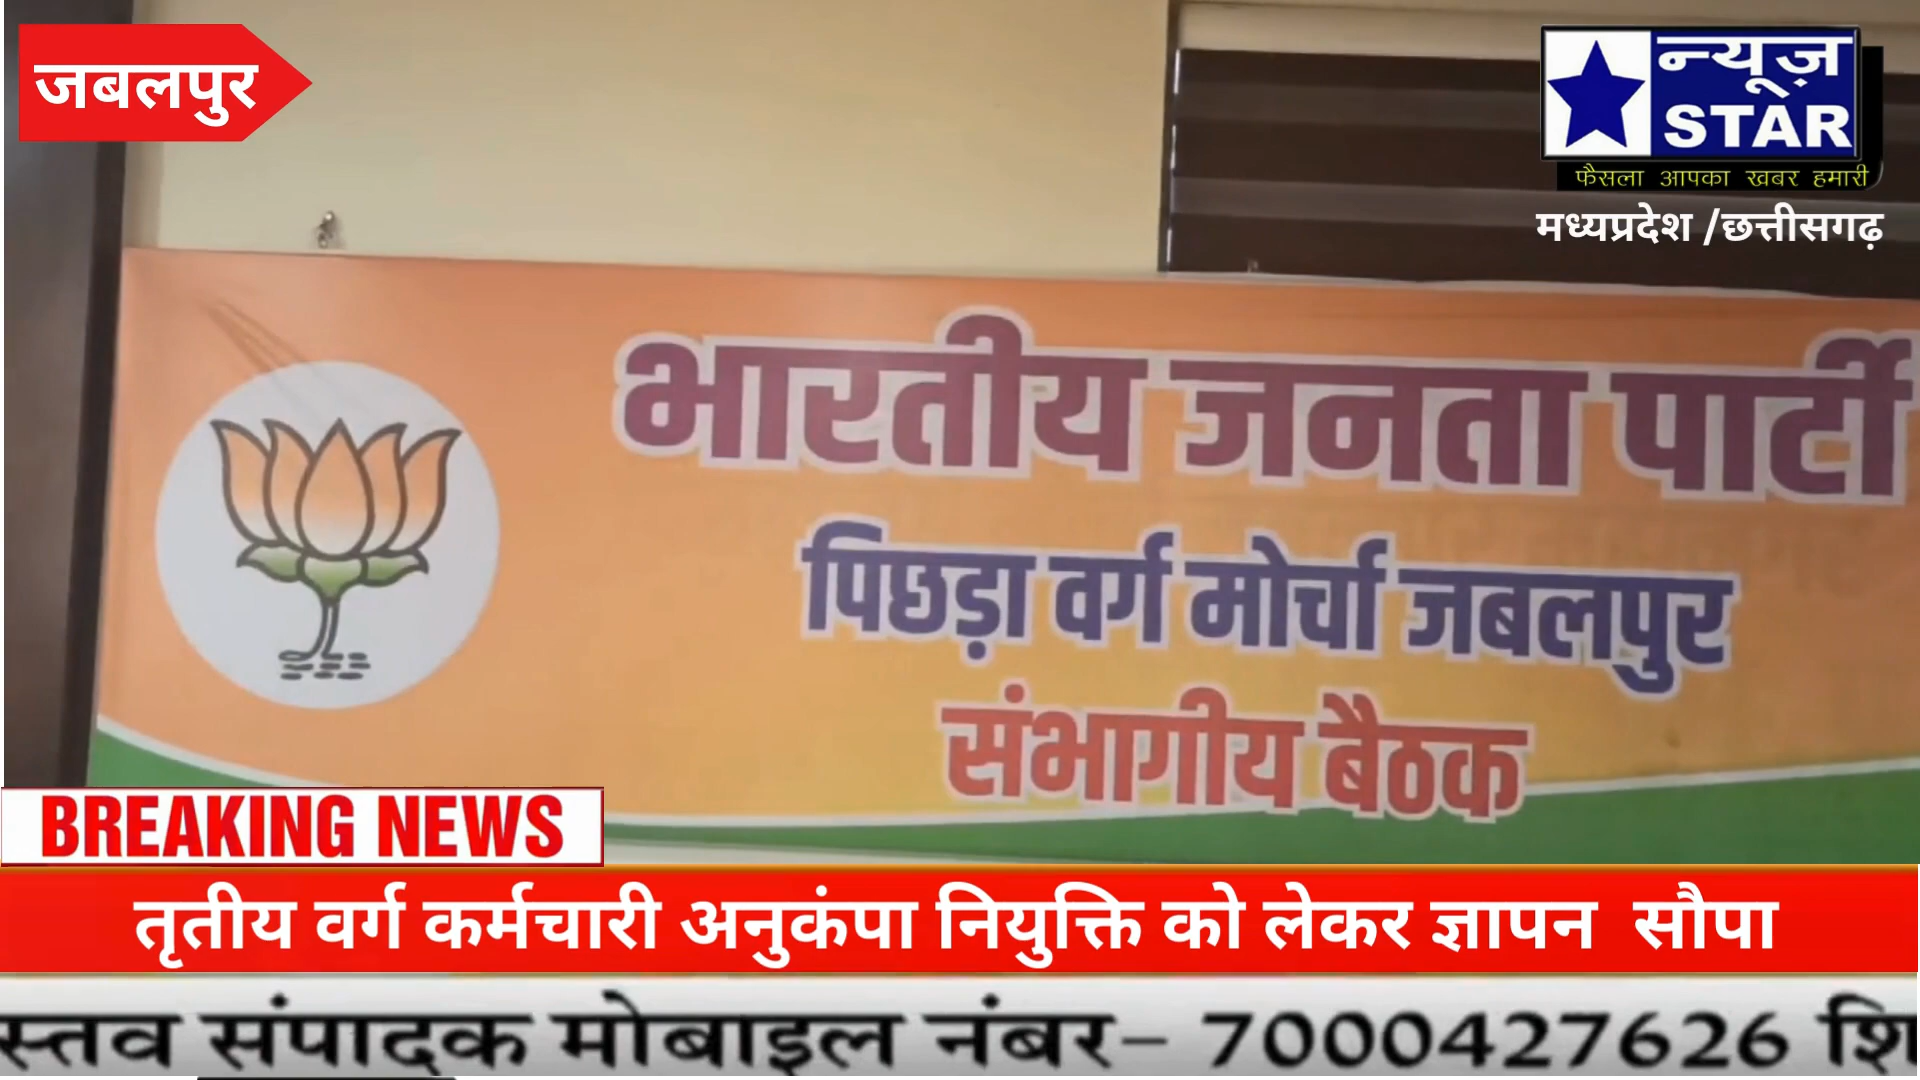 जबलपुर
न्यूज़
STAR
फैसला आपका खबर हमारी
मध्यप्रदेश /छत्तीसगढ़
भारतीय जनता पार्टी
पिछड़ा वर्ग मोर्चा जबलपुर
संभागीय बैठक
BREAKING NEWS
तृतीय वर्ग कर्मचारी अनुकंपा नियुक्ति को लेकर ज्ञापन सौपा
स्तव संपादक मोबाइल नंबर– 7000427626 शि